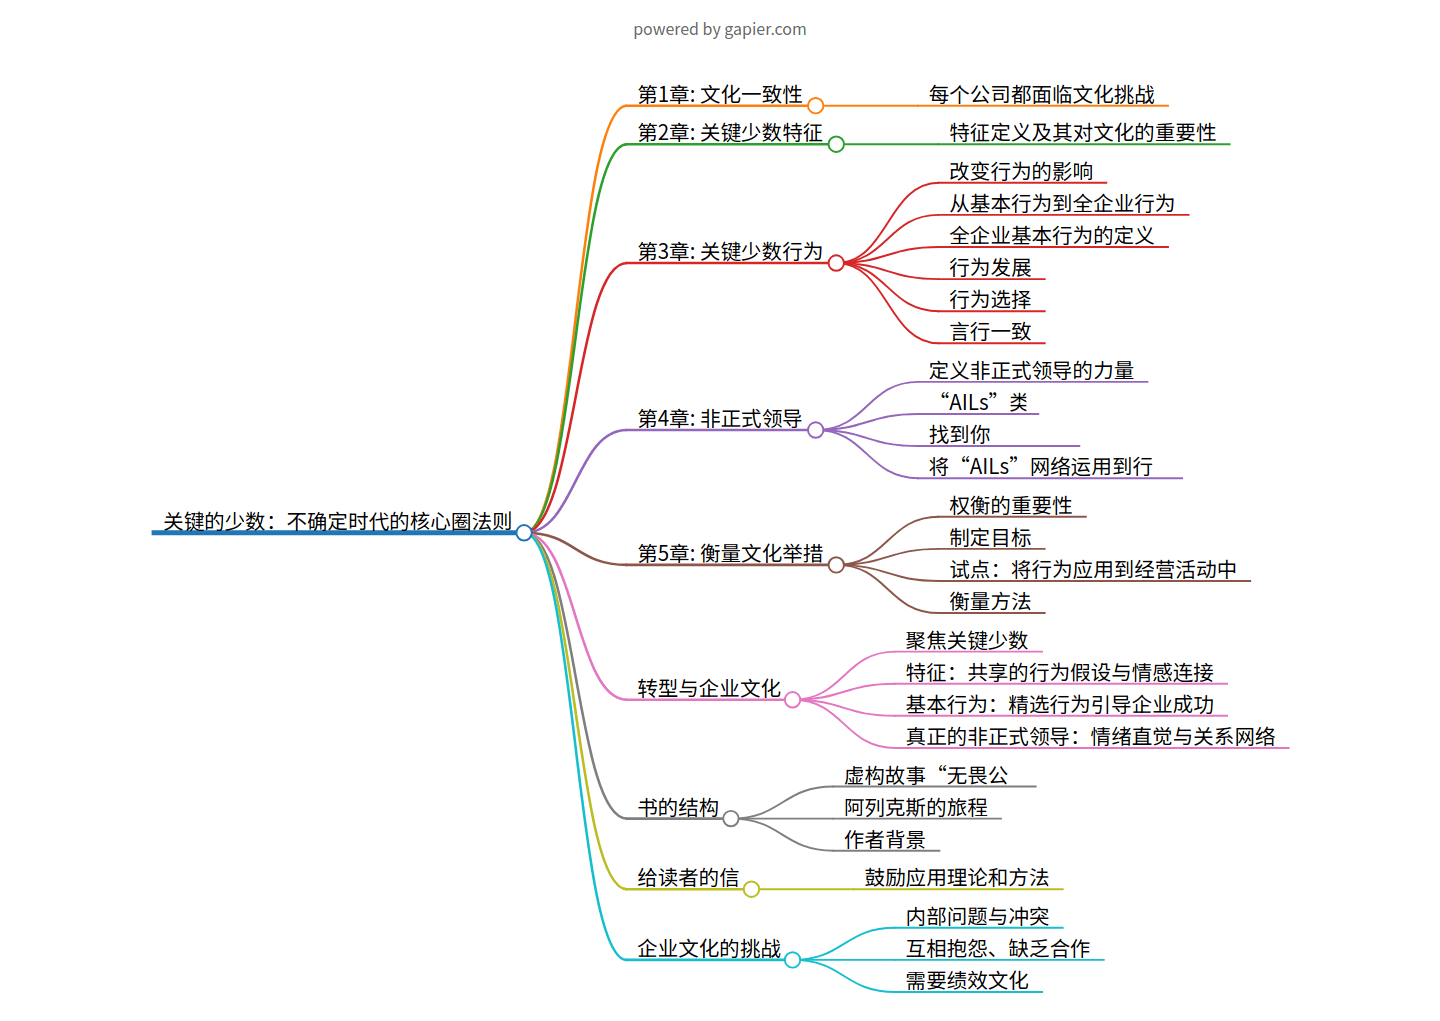 powered by gapier.com
关键的少数：不确定时代的核心圈法则
第1章: 文化一致性
每个公司都面临文化挑战
第2章: 关键少数特征
特征定义及其对文化的重要性
第3章: 关键少数行为
改变行为的影响
从基本行为到全企业行为
全企业基本行为的定义
行为发展
行为选择
言行一致
第4章: 非正式领导
定义非正式领导的力量
“AILs”类
找到你
将“AILs”网络运用到行
第5章: 衡量文化举措
权衡的重要性
制定目标
试点：将行为应用到经营活动中
衡量方法
转型与企业文化
聚焦关键少数
特征：共享的行为假设与情感连接
基本行为：精选行为引导企业成功
真正的非正式领导：情绪直觉与关系网络
书的结构
虚构故事“无畏公
阿列克斯的旅程
作者背景
给读者的信
鼓励应用理论和方法
企业文化的挑战
内部问题与冲突
互相抱怨、缺乏合作
需要绩效文化